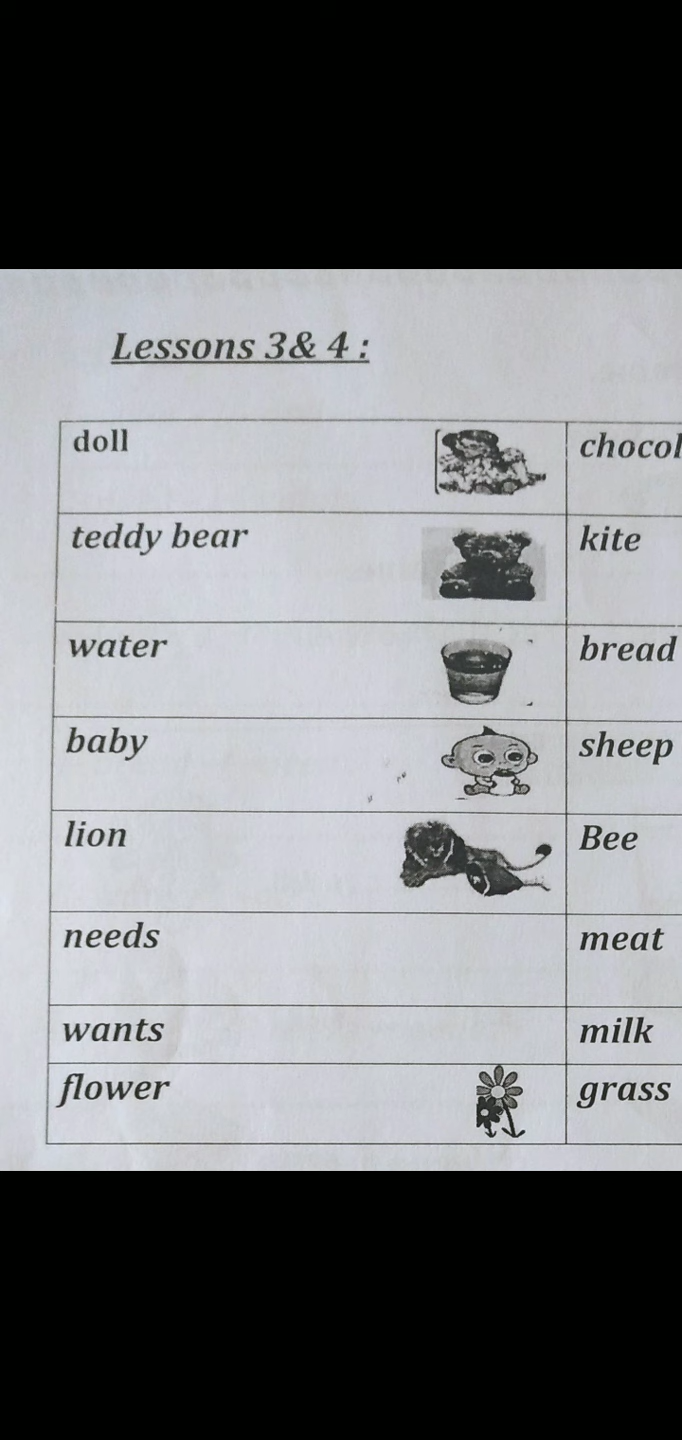 Lessons 3& 4 :
doll chocol
teddy bear kite
water bread
baby sheep
lion Bee
needs meat
wants milk
flower grass